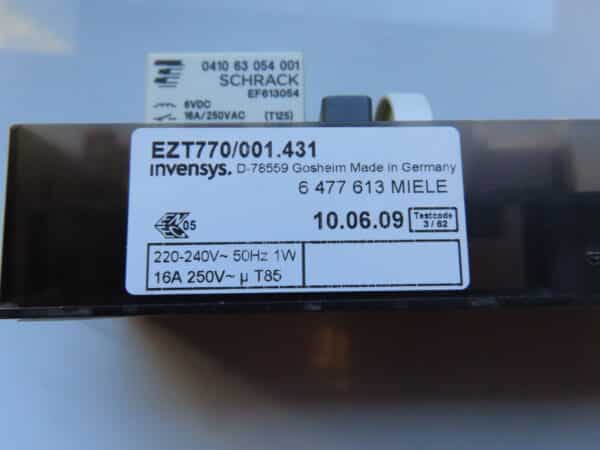 0410 63 054 001
SCHRACK
EF613054
6VDC
16A/250VAC (T125)
EZT770/001.431
invensys. D-78559 Gosheim Made in Germany
6 477 613 MIELE
05
10.06.09 Testcode
3 / 62
220-240V~ 50Hz 1W
16A 250V~ µ T85